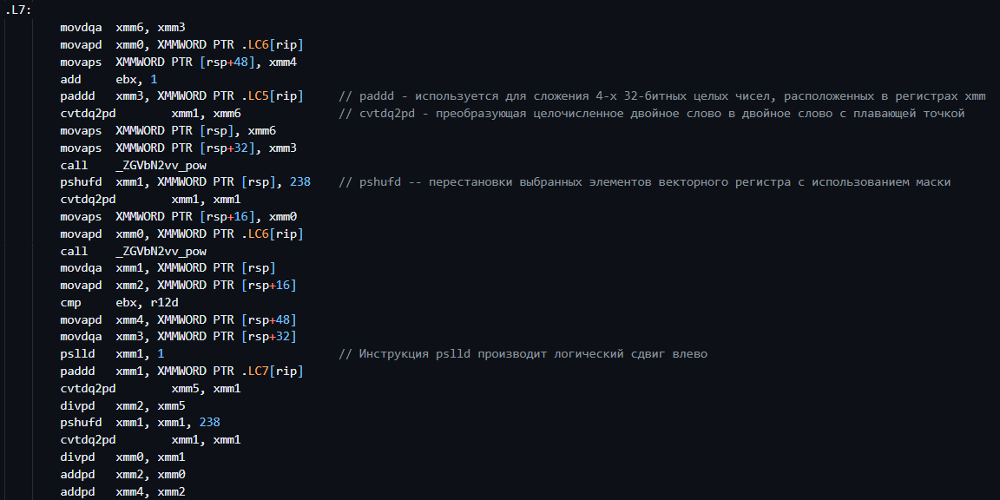 .L7:
movdqa xmm6, xmm3
movapd xmm0, XMMWORD PTR .LC6[rip]
movaps XMMWORD PTR [rsp+48], xmm4
add ebx, 1
paddd xmm3, XMMWORD PTR .LC5[rip] // paddd - используется для сложения 4-х 32-битных целых чисел, расположенных в регистрах xmm
cvtdq2pd xmm1, xmm6 // cvtdq2pd - преобразующая целочисленное двойное слово в двойное слово с плавающей точкой
movaps XMMWORD PTR [rsp], xmm6
movaps XMMWORD PTR [rsp+32], xmm3
call _ZGVbN2vv_pow
pshufd xmm1, XMMWORD PTR [rsp], 238 // pshufd -- перестановки выбранных элементов векторного регистра с использованием маски
cvtdq2pd xmm1, xmm1
movaps XMMWORD PTR [rsp+16], xmm0
movapd xmm0, XMMWORD PTR .LC6[rip]
call _ZGVbN2vv_pow
movdqa xmm1, XMMWORD PTR [rsp]
movapd xmm2, XMMWORD PTR [rsp+16]
cmp ebx, r12d
movapd xmm4, XMMWORD PTR [rsp+48]
movdqa xmm3, XMMWORD PTR [rsp+32]
pslld xmm1, 1 // Инструкция pslld производит логический сдвиг влево
paddd xmm1, XMMWORD PTR .LC7[rip]
cvtdq2pd xmm5, xmm1
divpd xmm2, xmm5
pshufd xmm1, xmm1, 238
cvtdq2pd xmm1, xmm1
divpd xmm0, xmm1
addpd xmm2, xmm0
addpd xmm4, xmm2